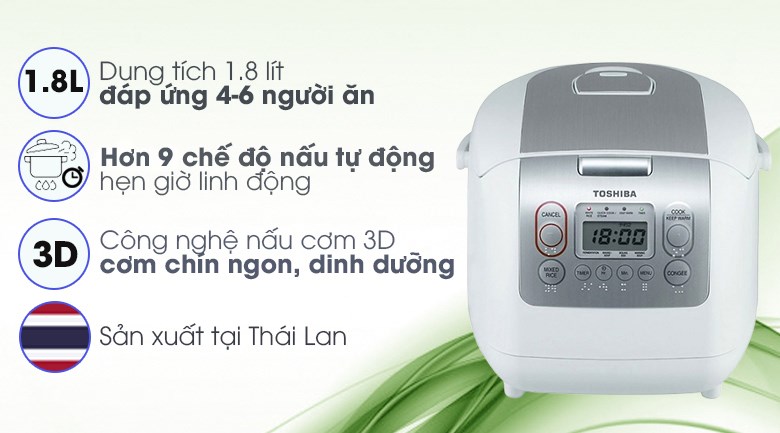 1.8L
Dung tích 1.8 lít
đáp ứng 4-6 người ăn
Hơn 9 chế độ nấu tự động
hẹn giờ linh động
3D
Công nghệ nấu cơm 3D
cơm chín ngon, dinh dưỡng
Sản xuất tại Thái Lan
TOSHIBA
CANCEL
COOK
KEEP WARM
18:00
MIXED RICE
TIMER
Hr
Min
MENU
CONGEE